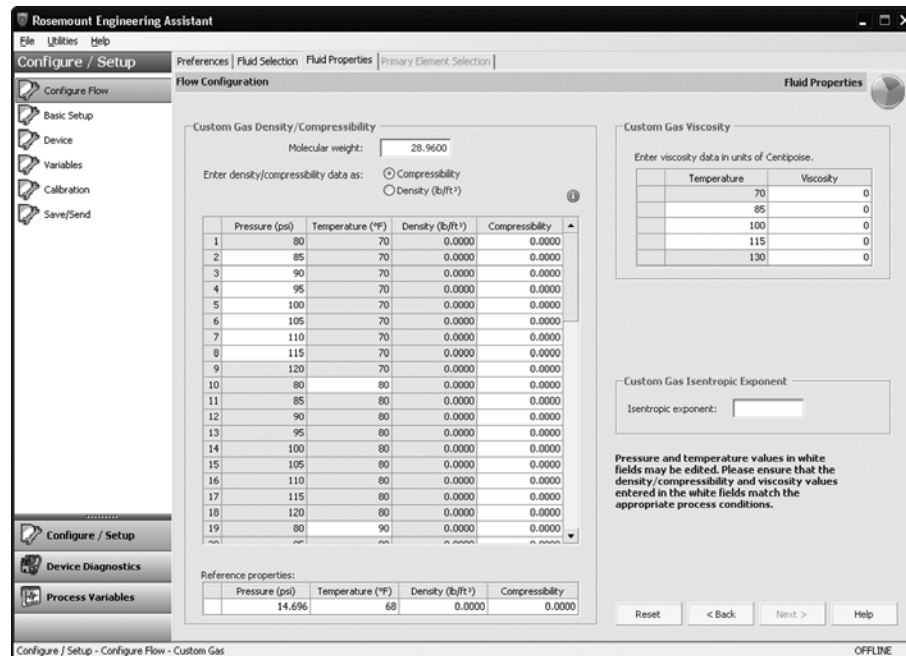 Rosemount Engineering Assistant
File Utilities Help
Configure / Setup
Configure Flow
Basic Setup
Device
Variables
Calibration
Save/Send
Configure / Setup
Device Diagnostics
Process Variables
Preferences Fluid Selection Fluid Properties Primary Element Selection
Flow Configuration Fluid Properties
Custom Gas Density/Compressibility
Molecular weight: 28.9600
Enter density/compressibility data as: Compressibility
Density (lb/ft³)
Pressure (psi) Temperature (°F) Density (lb/ft³) Compressibility
1 80 70 0.0000 0.0000
2 85 70 0.0000 0.0000
3 90 70 0.0000 0.0000
4 95 70 0.0000 0.0000
5 100 70 0.0000 0.0000
6 105 70 0.0000 0.0000
7 110 70 0.0000 0.0000
8 115 70 0.0000 0.0000
9 120 70 0.0000 0.0000
10 80 80 0.0000 0.0000
11 85 80 0.0000 0.0000
12 90 80 0.0000 0.0000
13 95 80 0.0000 0.0000
14 100 80 0.0000 0.0000
15 105 80 0.0000 0.0000
16 110 80 0.0000 0.0000
17 115 80 0.0000 0.0000
18 120 80 0.0000 0.0000
19 80 90 0.0000 0.0000
Reference properties:
Pressure (psi) Temperature (°F) Density (lb/ft³) Compressibility
14.696 68 0.0000 0.0000
Custom Gas Viscosity
Enter viscosity data in units of Centipoise.
Temperature Viscosity
70 0
85 0
100 0
115 0
130 0
Custom Gas Isentropic Exponent
Isentropic exponent:
Pressure and temperature values in white
fields may be edited. Please ensure that the
density/compressibility and viscosity values
entered in the white fields match the
appropriate process conditions.
Reset < Back Next > Help
Configure / Setup - Configure Flow - Custom Gas OFFLINE